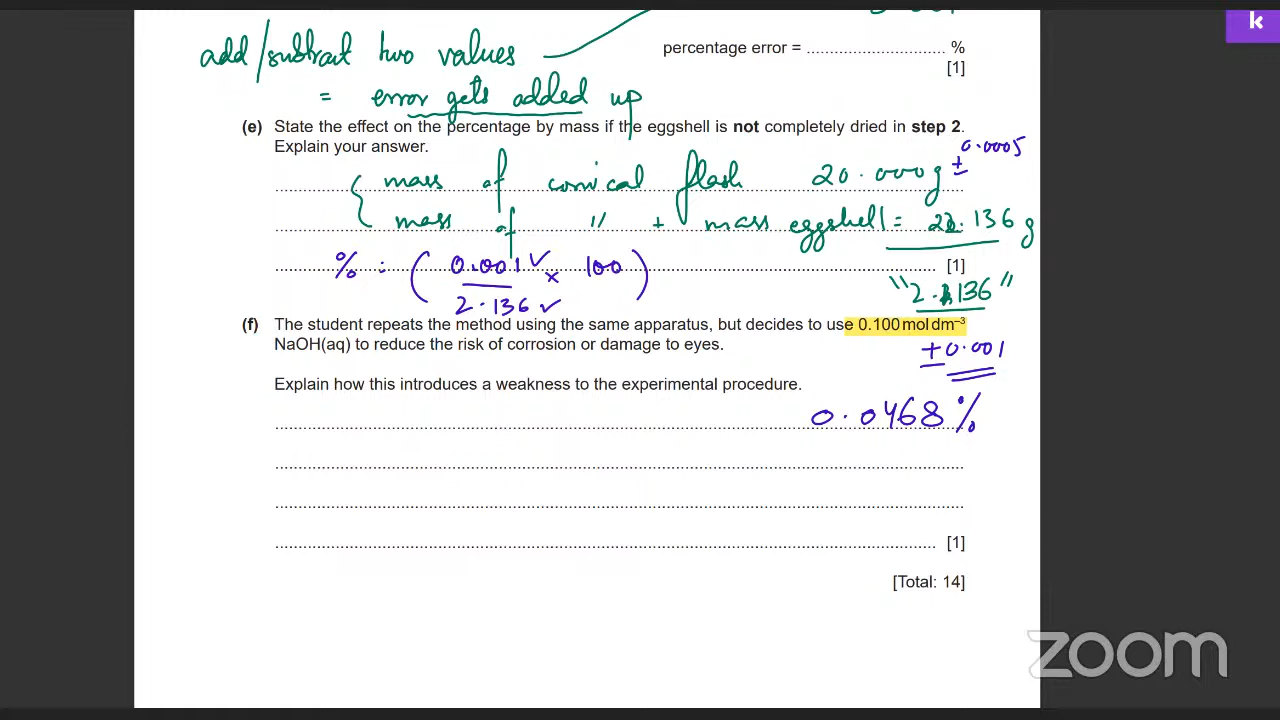 k
add/subtract two values
percentage error = ............................ %
[1]
= error gets added up
(e) State the effect on the percentage by mass if the eggshell is not completely dried in step 2.
Explain your answer.
± 0.0005
mass of conical flask 20.000g
mass of " + mass eggshell = 22.136 g
% = ( 0.001 ✓ × 100 )
2.136 ✓
[1]
"2.136"
(f) The student repeats the method using the same apparatus, but decides to use 0.100 mol dm⁻³
NaOH(aq) to reduce the risk of corrosion or damage to eyes.
±0.001
Explain how this introduces a weakness to the experimental procedure.
0.0468 %
[1]
[Total: 14]
zoom